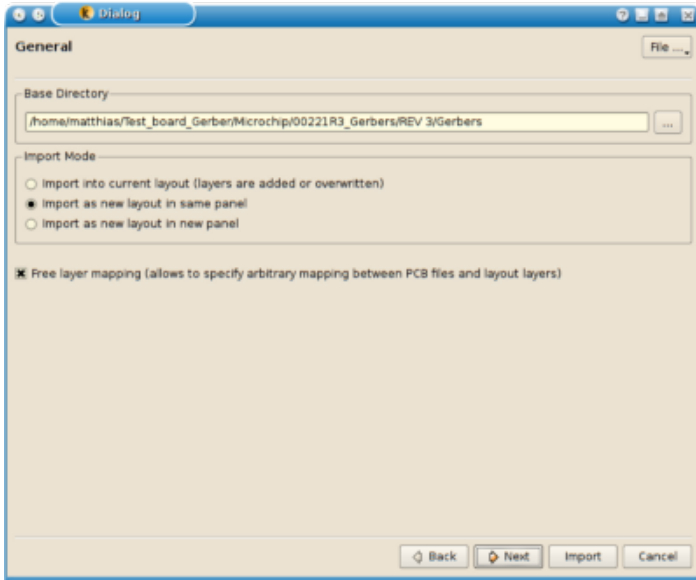 Dialog
General
File ...
Base Directory
/home/matthias/Test_board_Gerber/Microchip/00221R3_Gerbers/REV 3/Gerbers
...
Import Mode
Import into current layout (layers are added or overwritten)
Import as new layout in same panel
Import as new layout in new panel
Free layer mapping (allows to specify arbitrary mapping between PCB files and layout layers)
Back
Next
Import
Cancel